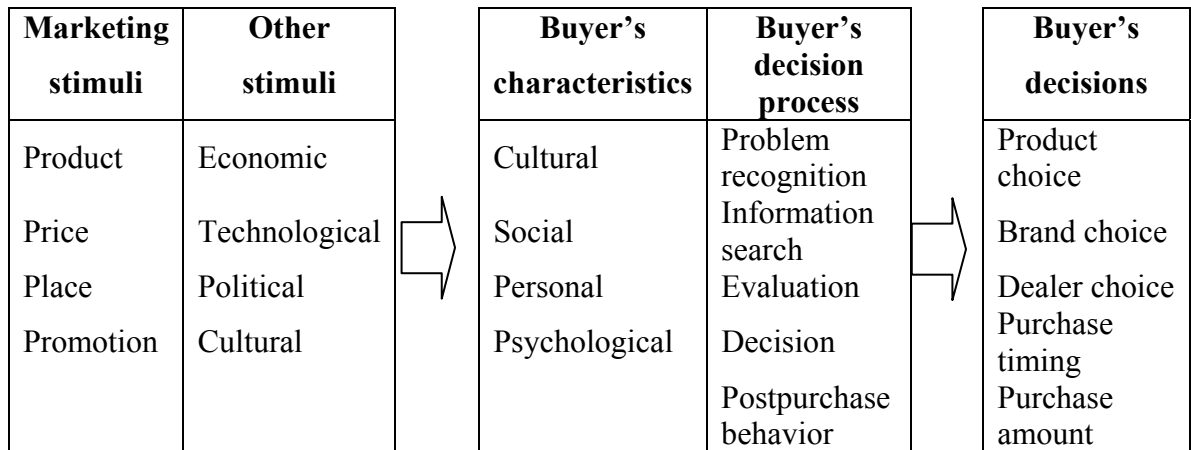 Marketing stimuli
Other stimuli
Buyer’s characteristics
Buyer’s decision process
Buyer’s decisions
Product
Economic
Cultural
Problem recognition
Product choice
Price
Technological
Social
Information search
Brand choice
Place
Political
Personal
Evaluation
Dealer choice
Promotion
Cultural
Psychological
Decision
Purchase timing
Postpurchase behavior
Purchase amount